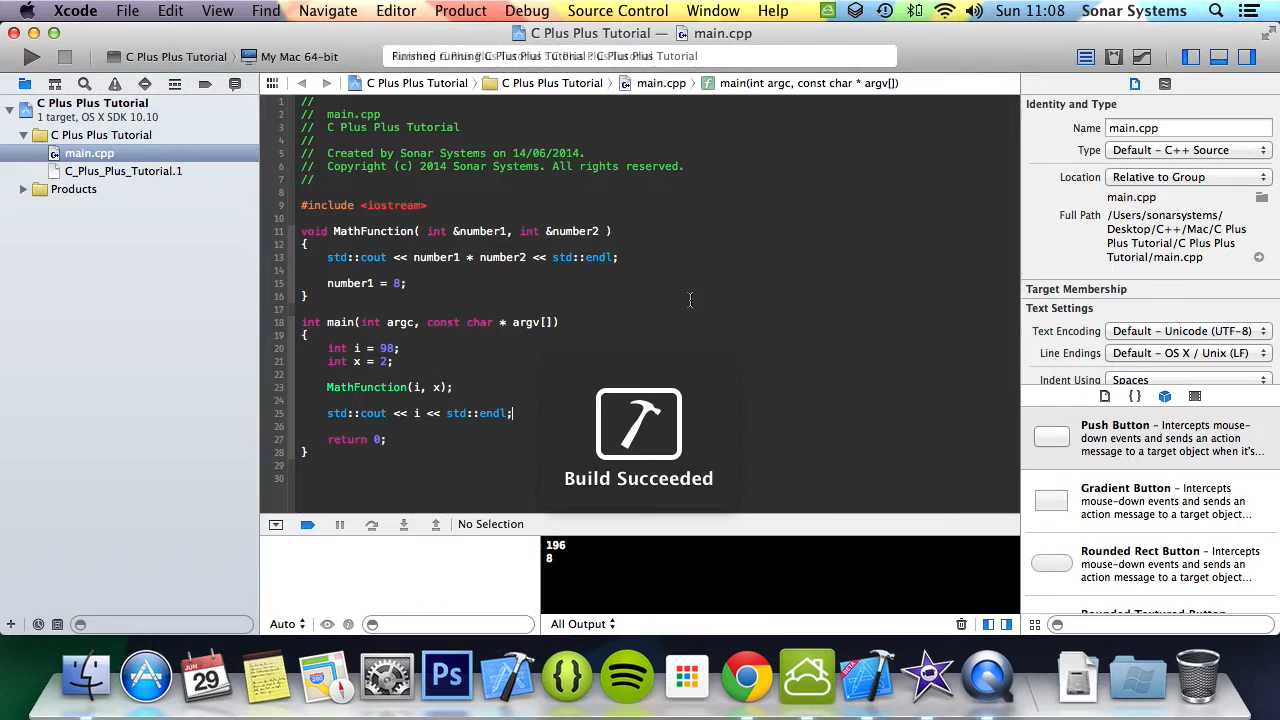 Xcode File Edit View Find Navigate Editor Product Debug Source Control Window Help Sun 11:08 Sonar Systems
C Plus Plus Tutorial — main.cpp
C Plus Plus Tutorial My Mac 64-bit
C Plus Plus Tutorial C Plus Plus Tutorial main.cpp main(int argc, const char * argv[])
C Plus Plus Tutorial
1 target, OS X SDK 10.10
C Plus Plus Tutorial
main.cpp
C_Plus_Plus_Tutorial.1
Products
1 //
2 // main.cpp
3 // C Plus Plus Tutorial
4 //
5 // Created by Sonar Systems on 14/06/2014.
6 // Copyright (c) 2014 Sonar Systems. All rights reserved.
7 //
8
9 #include <iostream>
10
11 void MathFunction( int &number1, int &number2 )
12 {
13 std::cout << number1 * number2 << std::endl;
14
15 number1 = 8;
16 }
17
18 int main(int argc, const char * argv[])
19 {
20 int i = 98;
21 int x = 2;
22
23 MathFunction(i, x);
24
25 std::cout << i << std::endl;
26
27 return 0;
28 }
29
30
Build Succeeded
No Selection
196
8
Auto
All Output
Identity and Type
Name main.cpp
Type Default - C++ Source
Location Relative to Group
main.cpp
Full Path /Users/sonarsystems/
Desktop/C++/Mac/C Plus
Plus Tutorial/C Plus Plus
Tutorial/main.cpp
Target Membership
Text Settings
Text Encoding Default - Unicode (UTF-8)
Line Endings Default - OS X / Unix (LF)
Indent Using Spaces
Push Button - Intercepts
mouse-down events and sends an
action message to a target object
when it's...
Gradient Button - Intercepts
mouse-down events and sends an
action message to a target object...
Rounded Rect Button - Intercepts
mouse-down events and sends an
action message to a target object...
JUN
29
Ps